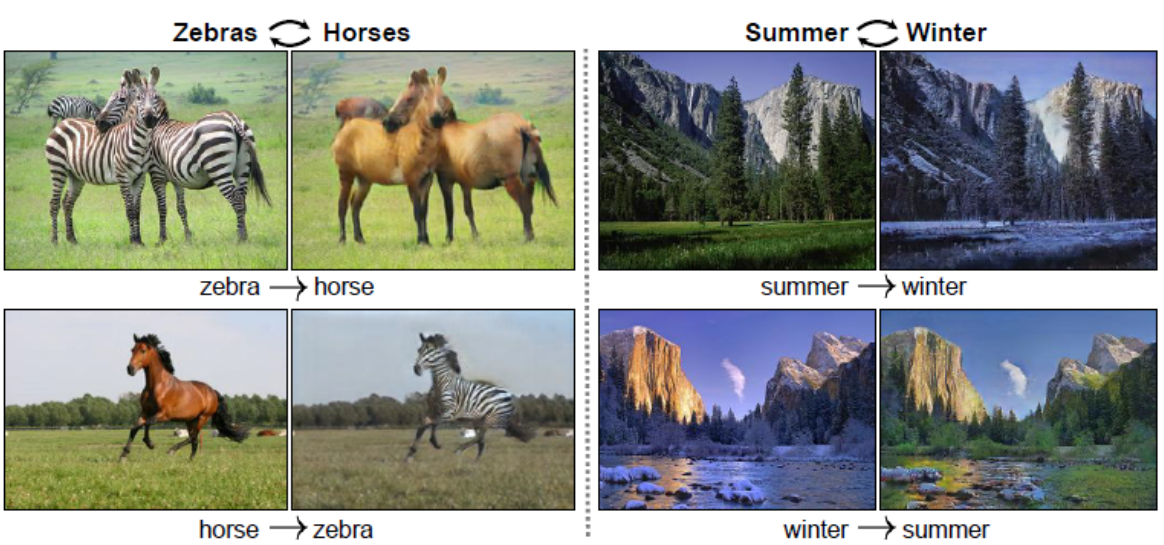 Zebras Horses
zebra → horse
horse → zebra
Summer Winter
summer → winter
winter → summer